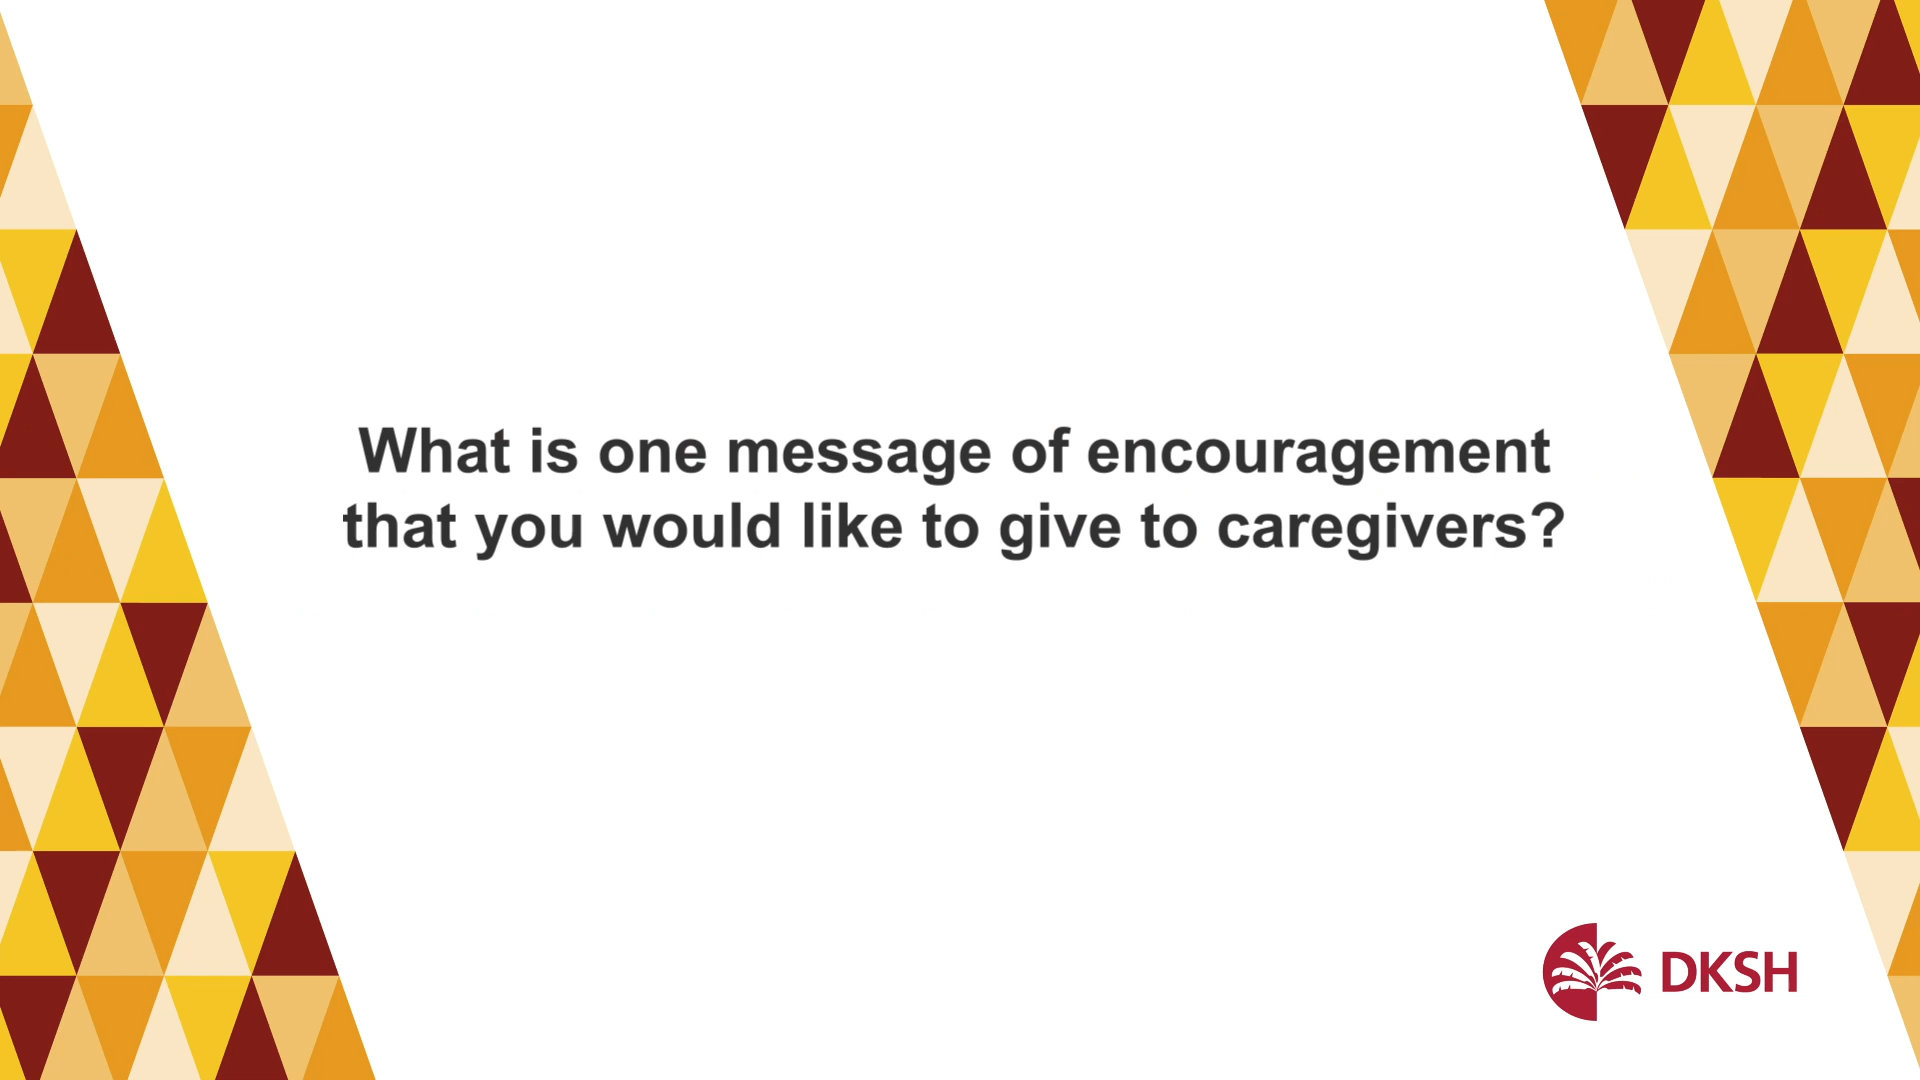 What is one message of encouragement
that you would like to give to caregivers?
DKSH